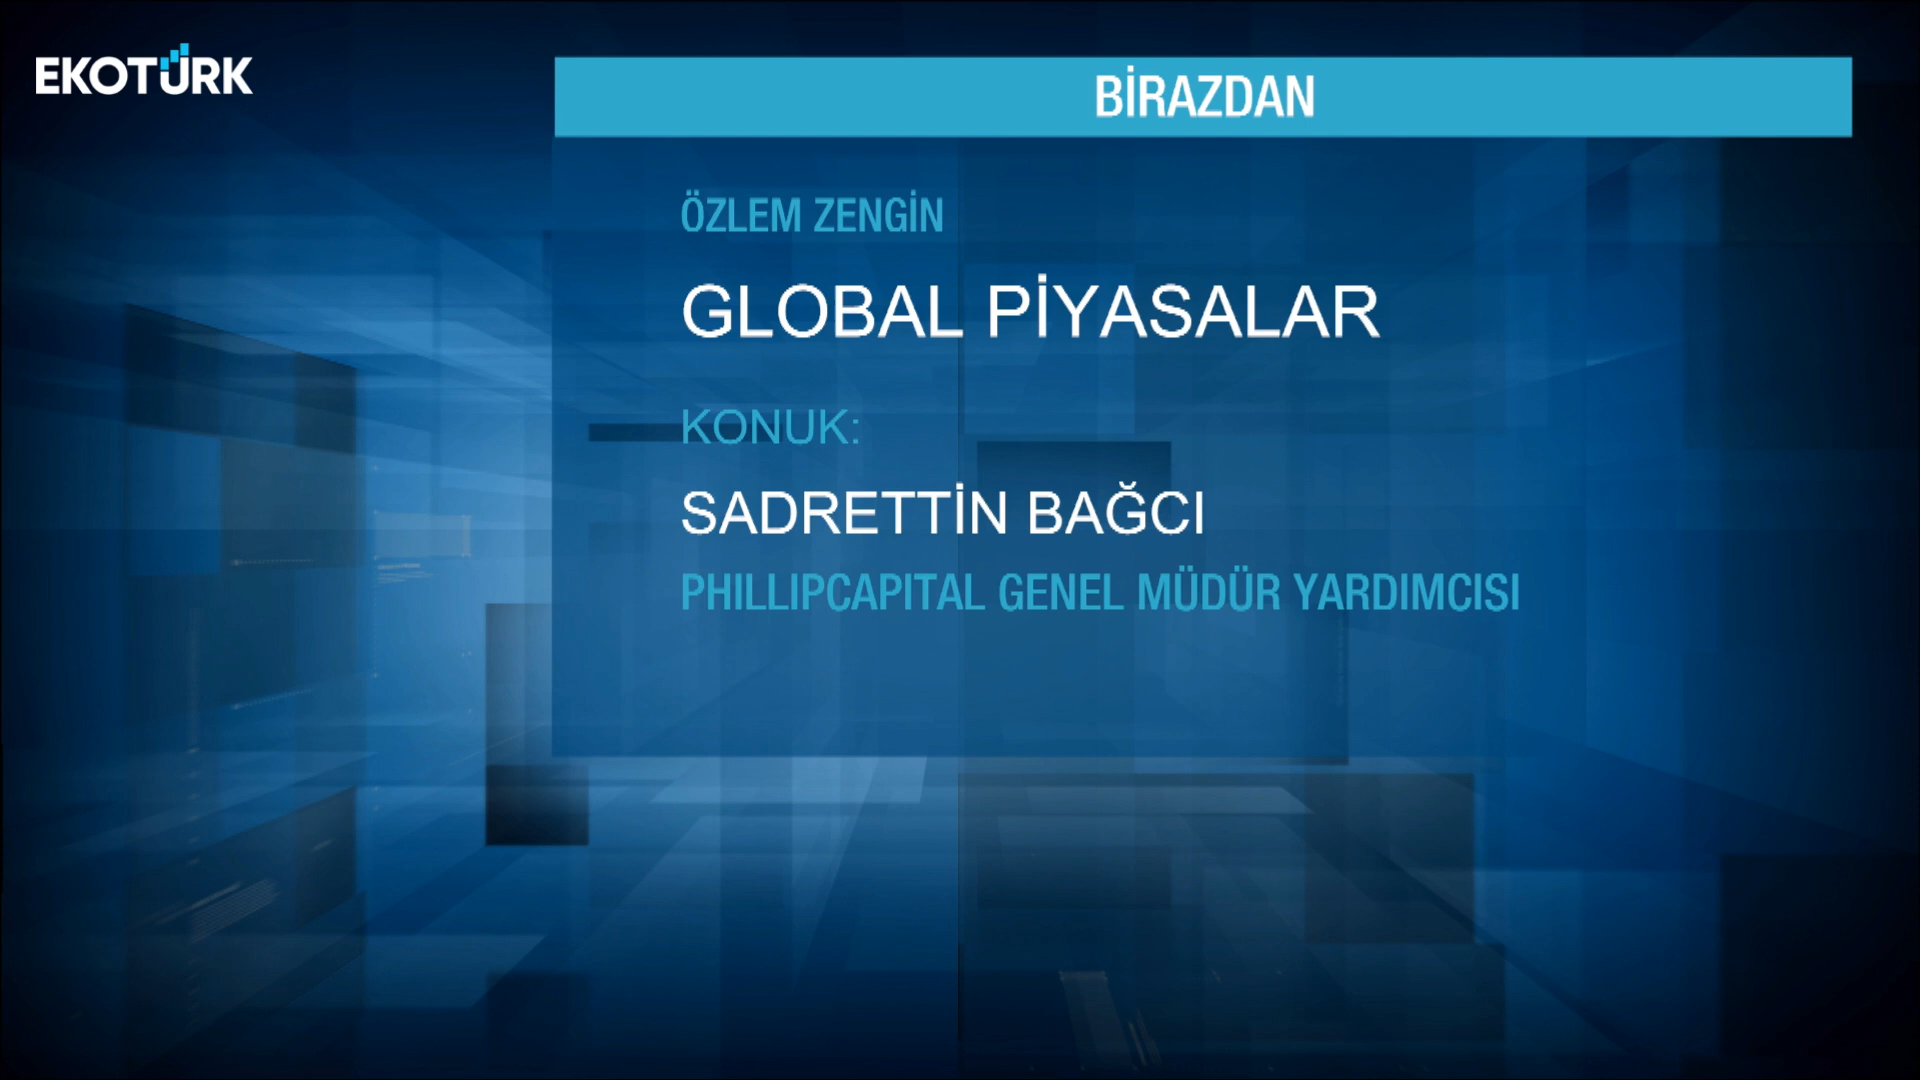 EKOTÜRK
BİRAZDAN
ÖZLEM ZENGİN
GLOBAL PİYASALAR
KONUK:
SADRETTİN BAĞCI
PHILLIPCAPITAL GENEL MÜDÜR YARDIMCISI